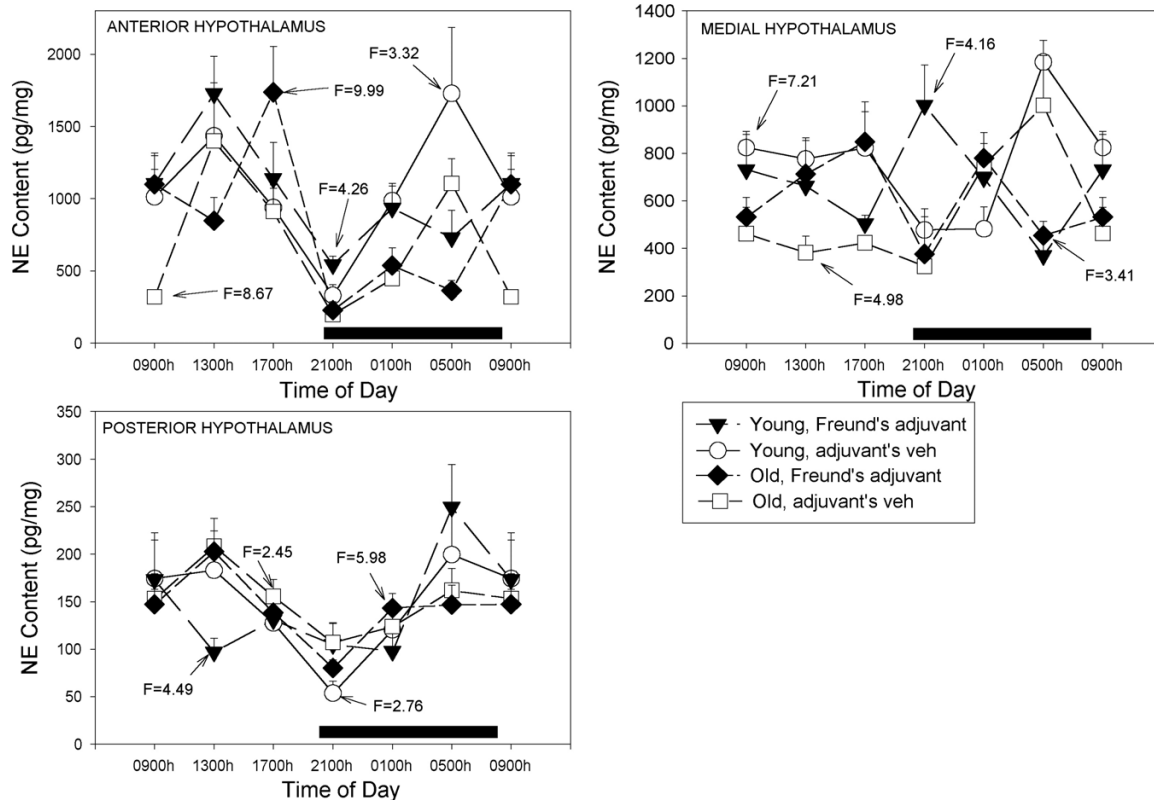 ANTERIOR HYPOTHALAMUS
NE Content (pg/mg)
2000
1500
1000
500
0
F=3.32
F=9.99
F=4.26
F=8.67
0900h 1300h 1700h 2100h 0100h 0500h 0900h
Time of Day
MEDIAL HYPOTHALAMUS
NE Content (pg/mg)
1400
1200
1000
800
600
400
200
0
F=4.16
F=7.21
F=3.41
F=4.98
0900h 1300h 1700h 2100h 0100h 0500h 0900h
Time of Day
POSTERIOR HYPOTHALAMUS
NE Content (pg/mg)
350
300
250
200
150
100
50
0
F=2.45
F=5.98
F=4.49
F=2.76
0900h 1300h 1700h 2100h 0100h 0500h 0900h
Time of Day
Young, Freund's adjuvant
Young, adjuvant's veh
Old, Freund's adjuvant
Old, adjuvant's veh